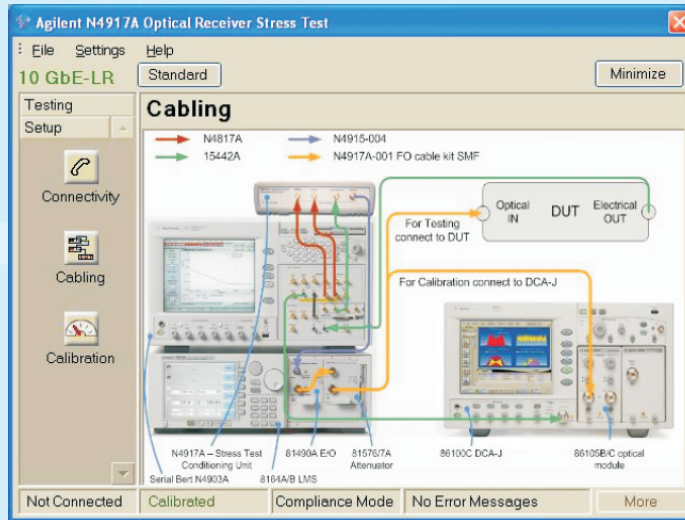 Agilent N4917A Optical Receiver Stress Test
File Settings Help
10 GbE-LR Standard Minimize
Testing
Setup
Connectivity
Cabling
Calibration
Cabling
N4817A N4915-004
15442A N4917A-001 FO cable kit SMF
Optical
IN
DUT
Electrical
OUT
For Testing
connect to DUT
For Calibration connect to DCA-J
N4917A – Stress Test
Conditioning Unit
81490A E/O
81576/7A
Attenuator
86100C DCA-J
86105B/C optical
module
Serial Bert N4903A
8164A/B LMS
Not Connected Calibrated Compliance Mode No Error Messages More